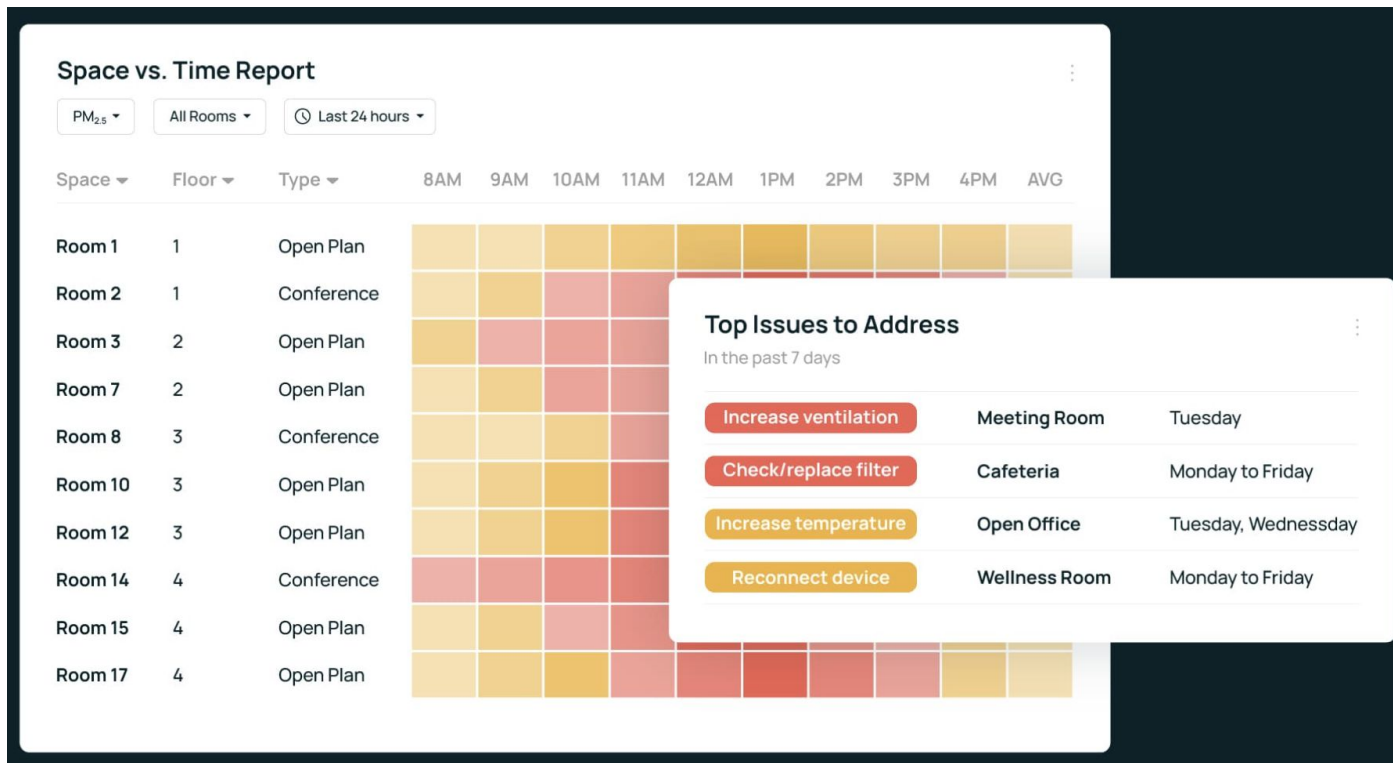 Space vs. Time Report
PM2.5 All Rooms Last 24 hours
Space Floor Type 8AM 9AM 10AM 11AM 12AM 1PM 2PM 3PM 4PM AVG
Room 1 1 Open Plan
Room 2 1 Conference
Room 3 2 Open Plan
Room 7 2 Open Plan
Room 8 3 Conference
Room 10 3 Open Plan
Room 12 3 Open Plan
Room 14 4 Conference
Room 15 4 Open Plan
Room 17 4 Open Plan
Top Issues to Address
In the past 7 days
Increase ventilation Meeting Room Tuesday
Check/replace filter Cafeteria Monday to Friday
Increase temperature Open Office Tuesday, Wednessday
Reconnect device Wellness Room Monday to Friday